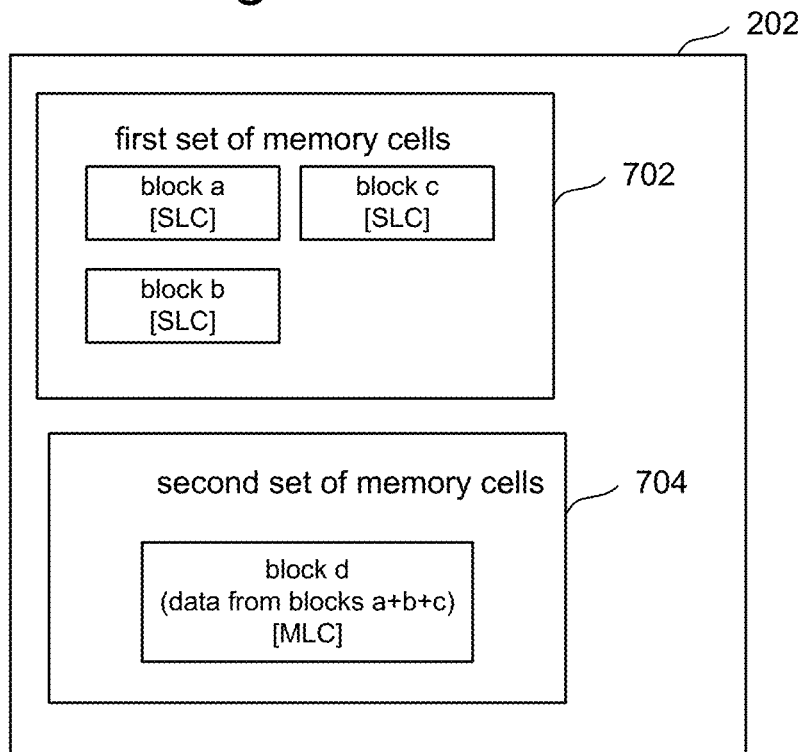 202
first set of memory cells
block a
[SLC]
block c
[SLC]
702
block b
[SLC]
second set of memory cells
704
block d
(data from blocks a+b+c)
[MLC]